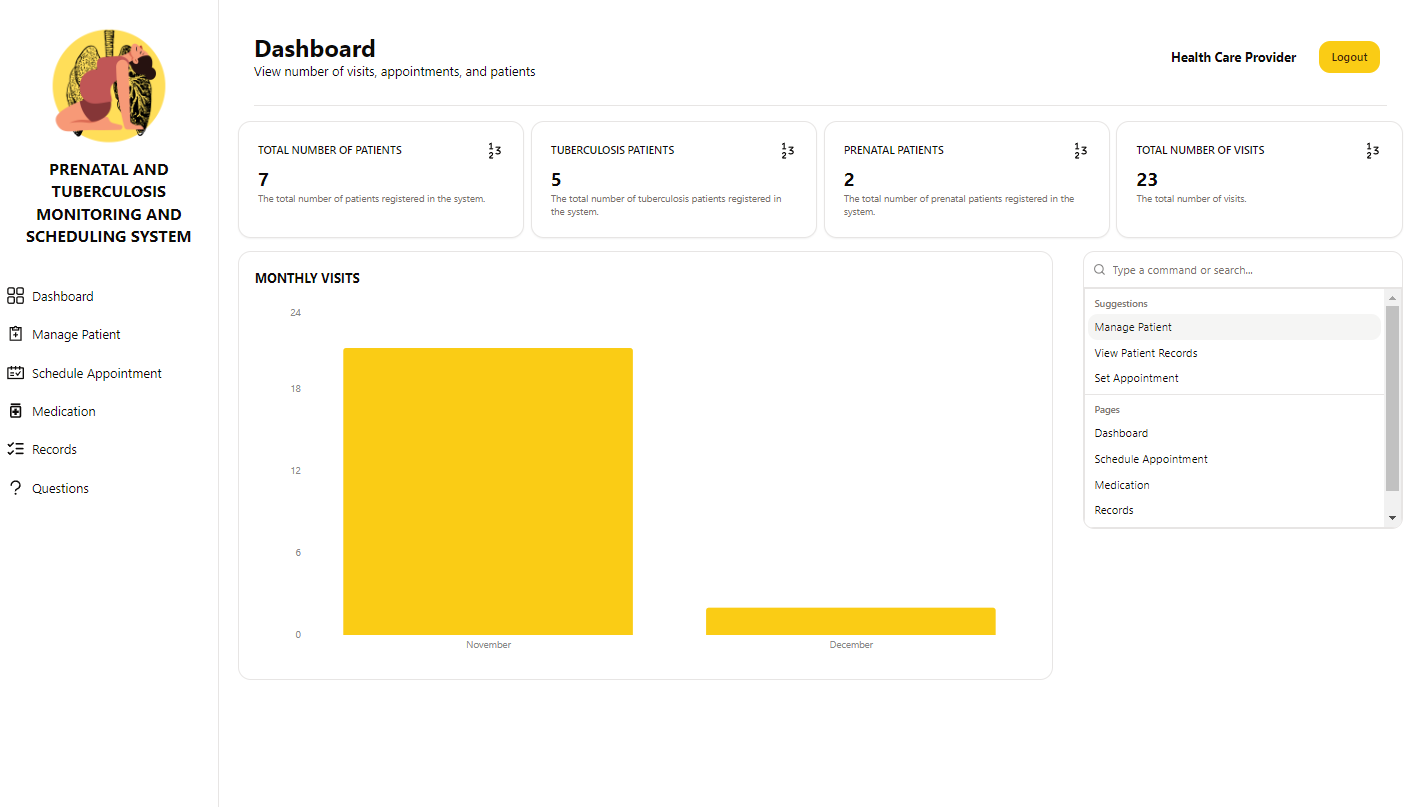 PRENATAL AND
TUBERCULOSIS
MONITORING AND
SCHEDULING SYSTEM
Dashboard
Manage Patient
Schedule Appointment
Medication
Records
Questions
Dashboard
View number of visits, appointments, and patients
Health Care Provider
Logout
TOTAL NUMBER OF PATIENTS
7
The total number of patients registered in the system.
TUBERCULOSIS PATIENTS
5
The total number of tuberculosis patients registered in
the system.
PRENATAL PATIENTS
2
The total number of prenatal patients registered in the
system.
TOTAL NUMBER OF VISITS
23
The total number of visits.
MONTHLY VISITS
24
18
12
6
0
November
December
Type a command or search...
Suggestions
Manage Patient
View Patient Records
Set Appointment
Pages
Dashboard
Schedule Appointment
Medication
Records